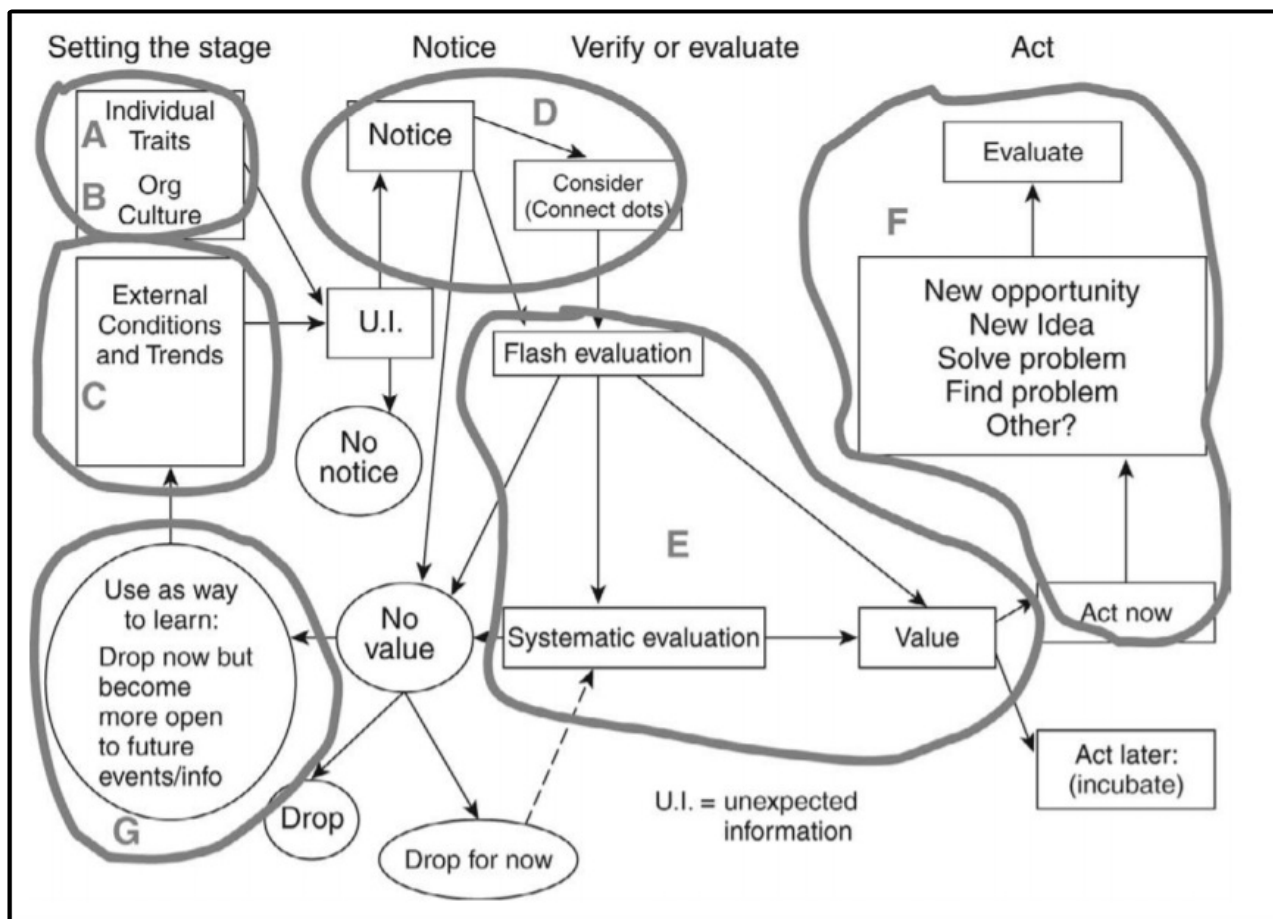 Setting the stage
Notice
Verify or evaluate
Act
A
Individual
Traits
B
Org
Culture
C
External
Conditions
and Trends
U.I.
No
notice
Notice
D
Consider
(Connect dots)
Flash evaluation
E
Systematic evaluation
Value
No
value
Use as way
to learn:
Drop now but
become
more open
to future
events/info
G
Drop
Drop for now
U.I. = unexpected
information
Evaluate
F
New opportunity
New Idea
Solve problem
Find problem
Other?
Act now
Act later:
(incubate)